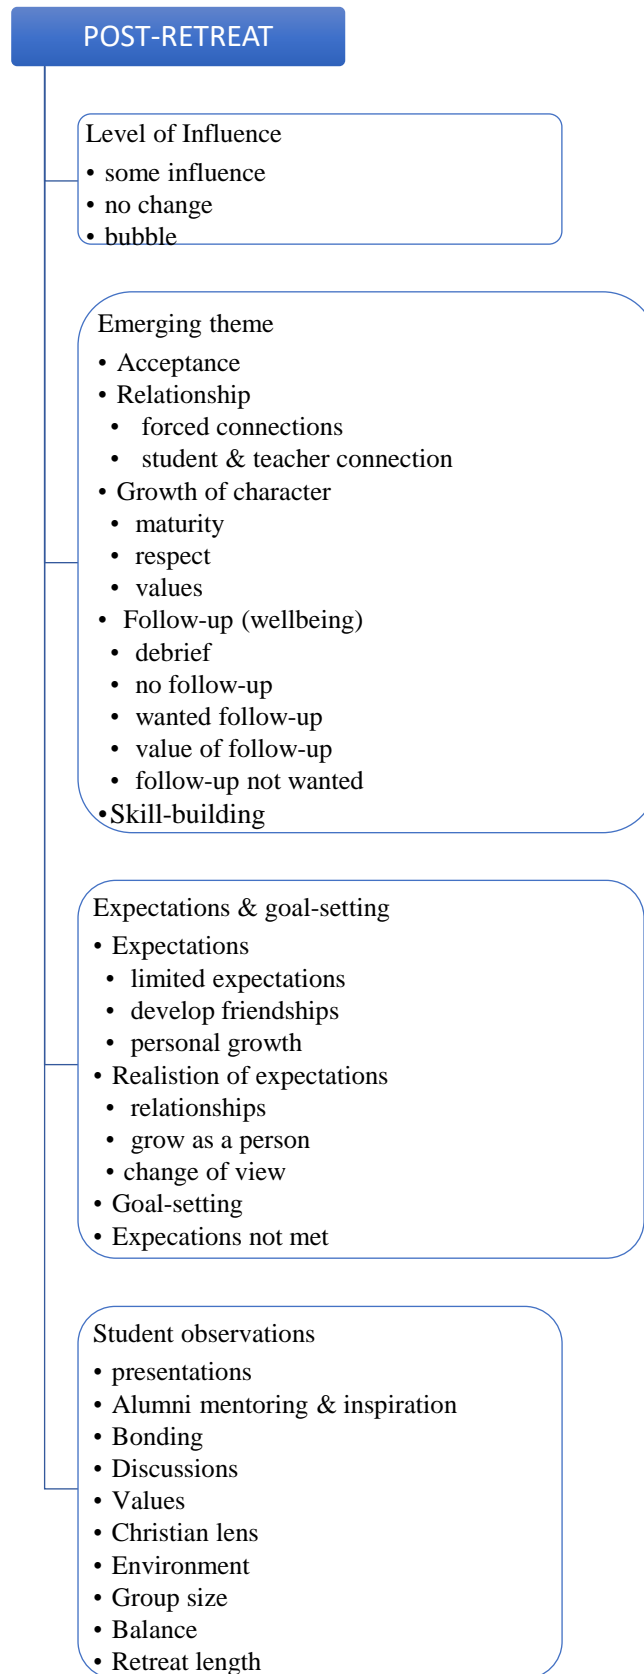 POST-RETREAT
Level of Influence
• some influence
• no change
• bubble
Emerging theme
• Acceptance
• Relationship
• forced connections
• student & teacher connection
• Growth of character
• maturity
• respect
• values
• Follow-up (wellbeing)
• debrief
• no follow-up
• wanted follow-up
• value of follow-up
• follow-up not wanted
•Skill-building
Expectations & goal-setting
• Expectations
• limited expectations
• develop friendships
• personal growth
• Realistion of expectations
• relationships
• grow as a person
• change of view
• Goal-setting
• Expecations not met
Student observations
• presentations
• Alumni mentoring & inspiration
• Bonding
• Discussions
• Values
• Christian lens
• Environment
• Group size
• Balance
• Retreat length